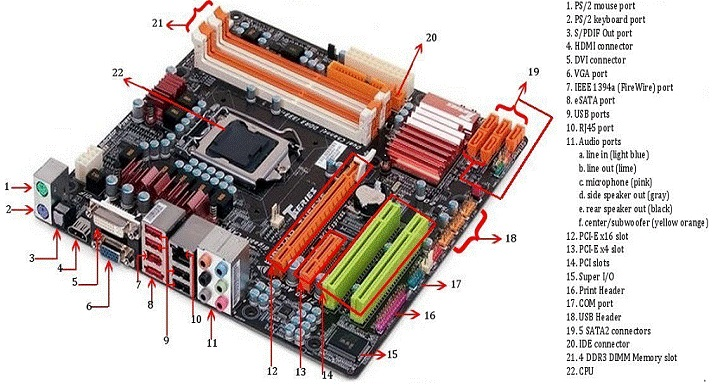 21
20
19
22
1
2
3
4
5
6
7
8
9
10
11
12
13
14
15
16
17
18
1. PS/2 mouse port
2. PS/2 keyboard port
3. S/PDIF Out port
4. HDMI connector
5. DVI connector
6. VGA port
7. IEEE 1394a (FireWire) port
8. eSATA port
9. USB ports
10. RJ45 port
11. Audio ports
a. line in (light blue)
b. line out (lime)
c. microphone (pink)
d. side speaker out (gray)
e. rear speaker out (black)
f. center/subwoofer (yellow orange)
12. PCI-E x16 slot
13. PCI-E x4 slot
14. PCI slots
15. Super I/O
16. Print Header
17. COM port
18. USB Header
19. 5 SATA2 connectors
20. IDE connector
21. 4 DDR3 DIMM Memory slot
22. CPU
Dual Channel DDR3
TSERIES